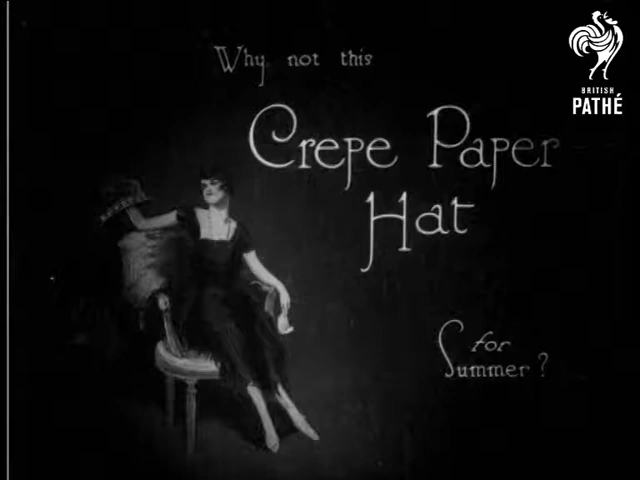 BRITISH
PATHÉ
Why not this
Crepe Paper
Hat
for
Summer?